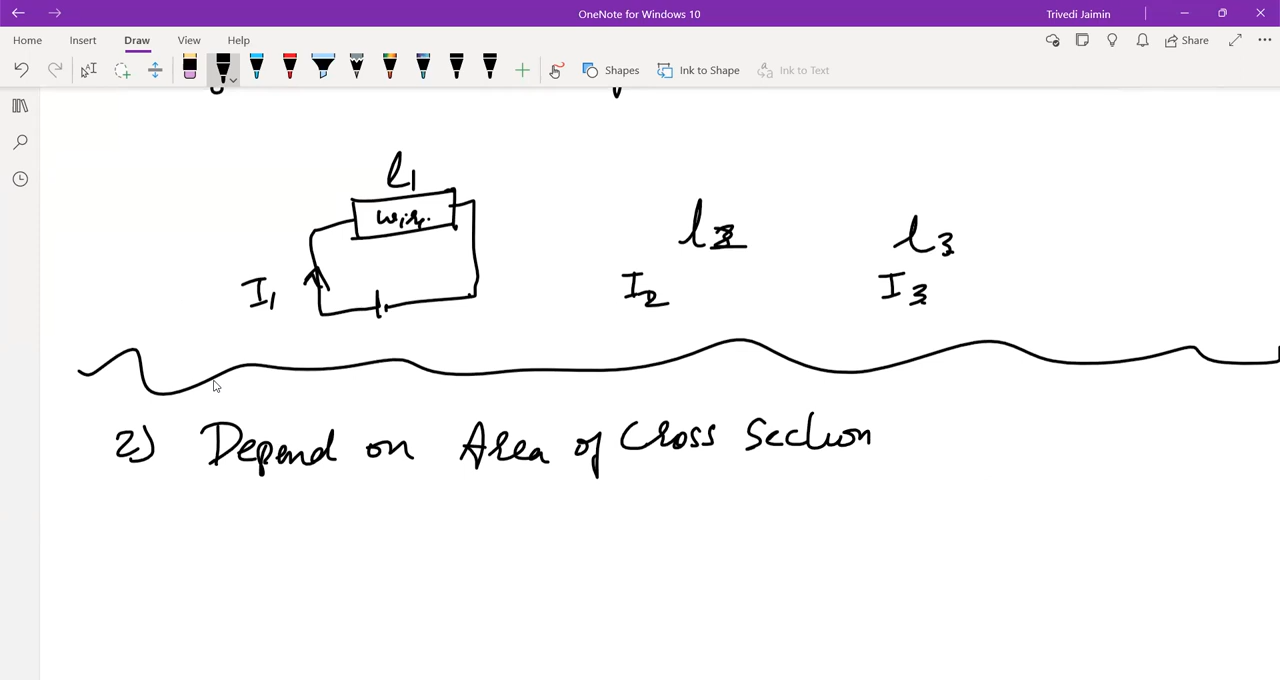 OneNote for Windows 10
Trivedi Jaimin
Home Insert Draw View Help
Share
Shapes Ink to Shape Ink to Text
l1
wire
I1
l2
I2
l3
I3
2) Depend on Area of Cross Section